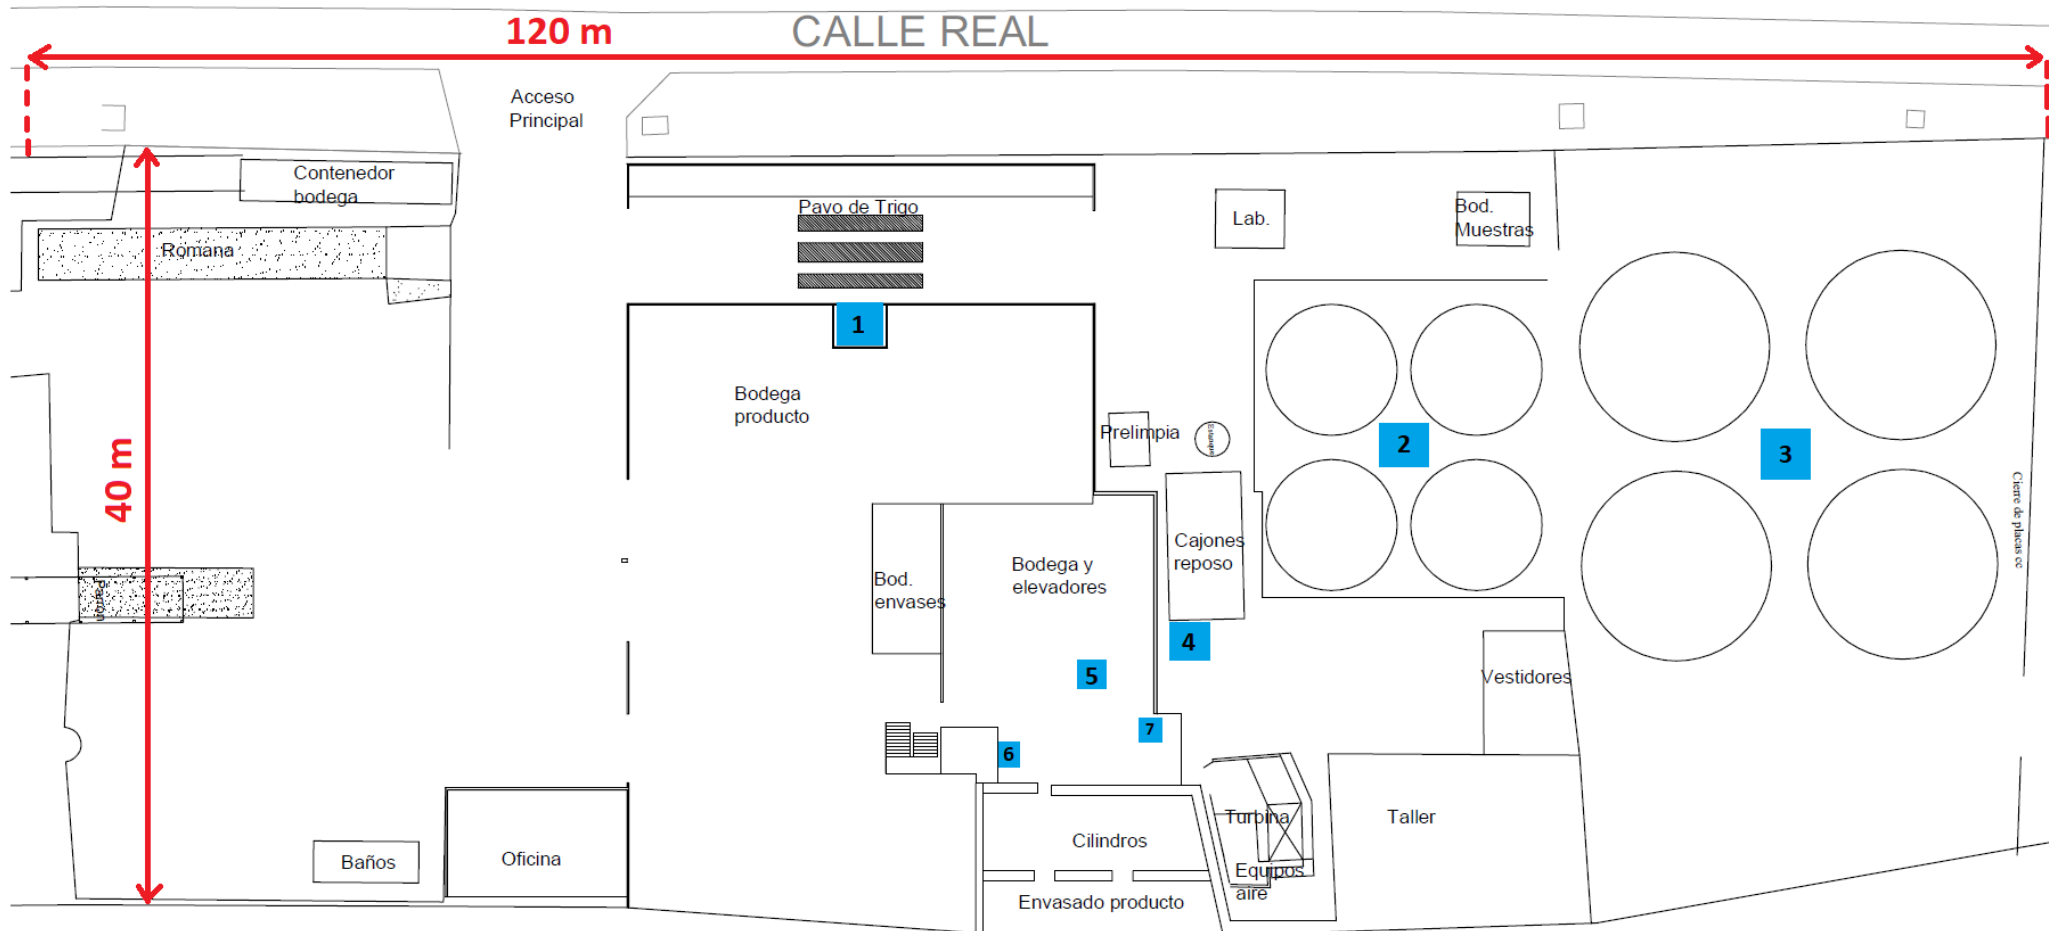 120 m
CALLE REAL
Acceso
Principal
Contenedor
bodega
Romana
Pavo de Trigo
Lab.
Bod.
Muestras
1
Bodega
producto
Prelimpia
Estanque
2
3
40 m
Cierre de placas cc
Cajones
reposo
Bodega y
elevadores
Bod.
envases
Parron
4
5
Vestidores
7
6
Turbina
Taller
Cilindros
Baños
Oficina
Equipos
aire
Envasado producto